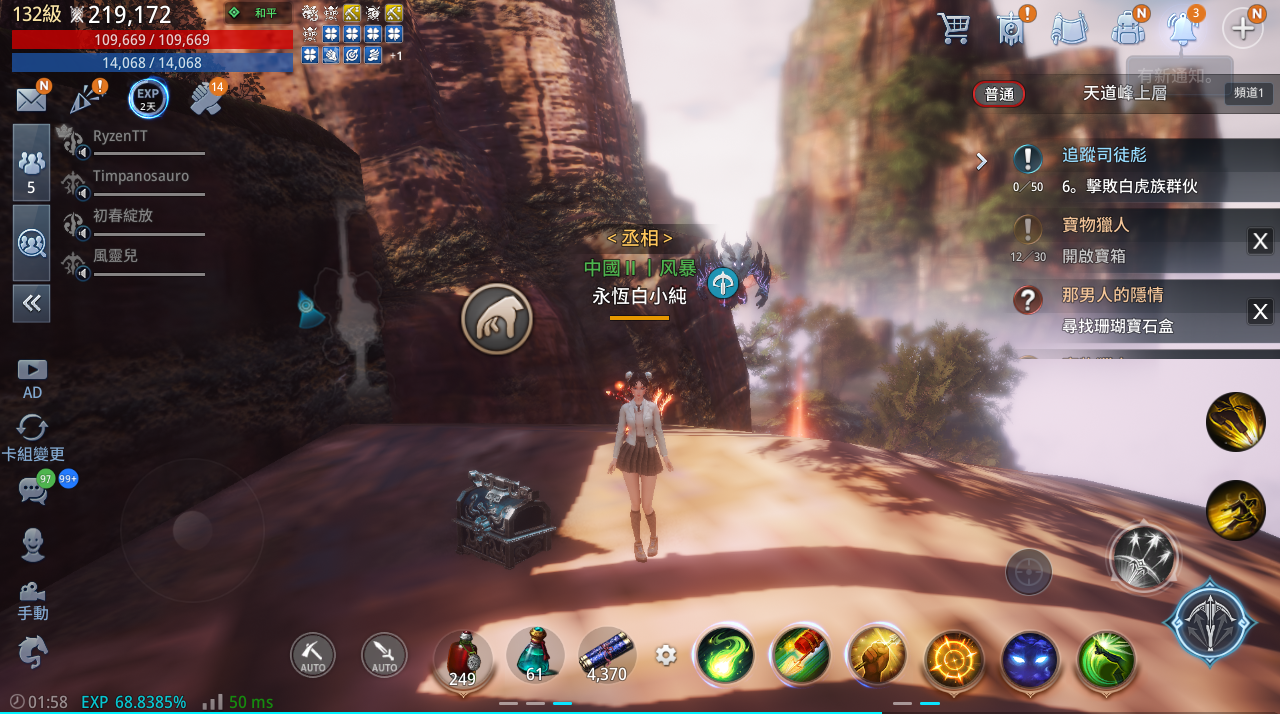 132級 219,172
和平
109,669 / 109,669
14,068 / 14,068
+1
N
!
EXP
2天
14
RyzenTT
Timpanosauro
初春綻放
風靈兒
5
AD
卡組變更
97
99+
手動
01:58 EXP 68.8385% 50 ms
<丞相>
中國Ⅱ丨风暴
永恆白小純
!
N
3
N
有新通知。
普通
天道峰上層
頻道1
追蹤司徒彪
0/50
6。擊敗白虎族群伙
寶物獵人
12/30
開啟寶箱
X
那男人的隱情
尋找珊瑚寶石盒
X
AUTO
AUTO
249
61
4,370